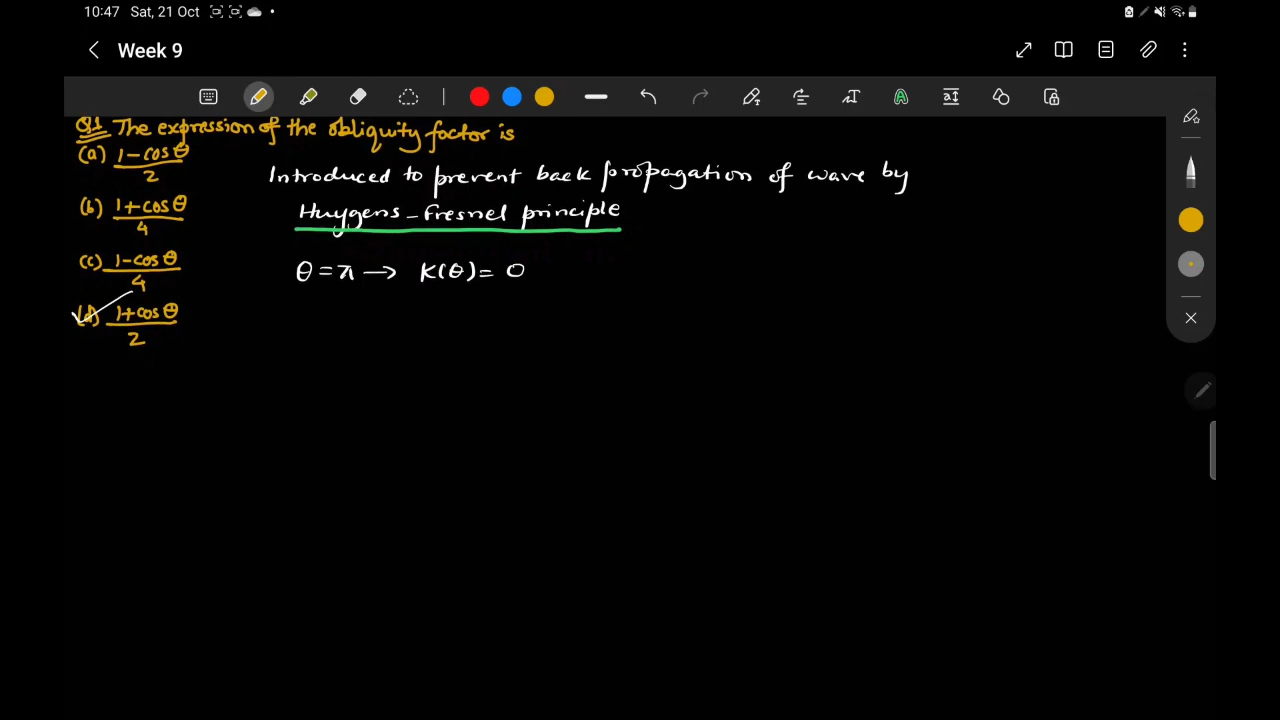 10:47 Sat, 21 Oct
Week 9
Q1 The expression of the obliquity factor is
(a) 1-cosθ/2
(b) 1+cosθ/4
(c) 1-cosθ/4
(d) 1+cosθ/2
Introduced to prevent back propagation of wave by
Huygens-Fresnel principle
θ=π → K(θ)= 0